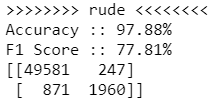 >>>>>>>> rude <<<<<<<<
Accuracy :: 97.88%
F1 Score :: 77.81%
[[49581   247]
 [  871  1960]]